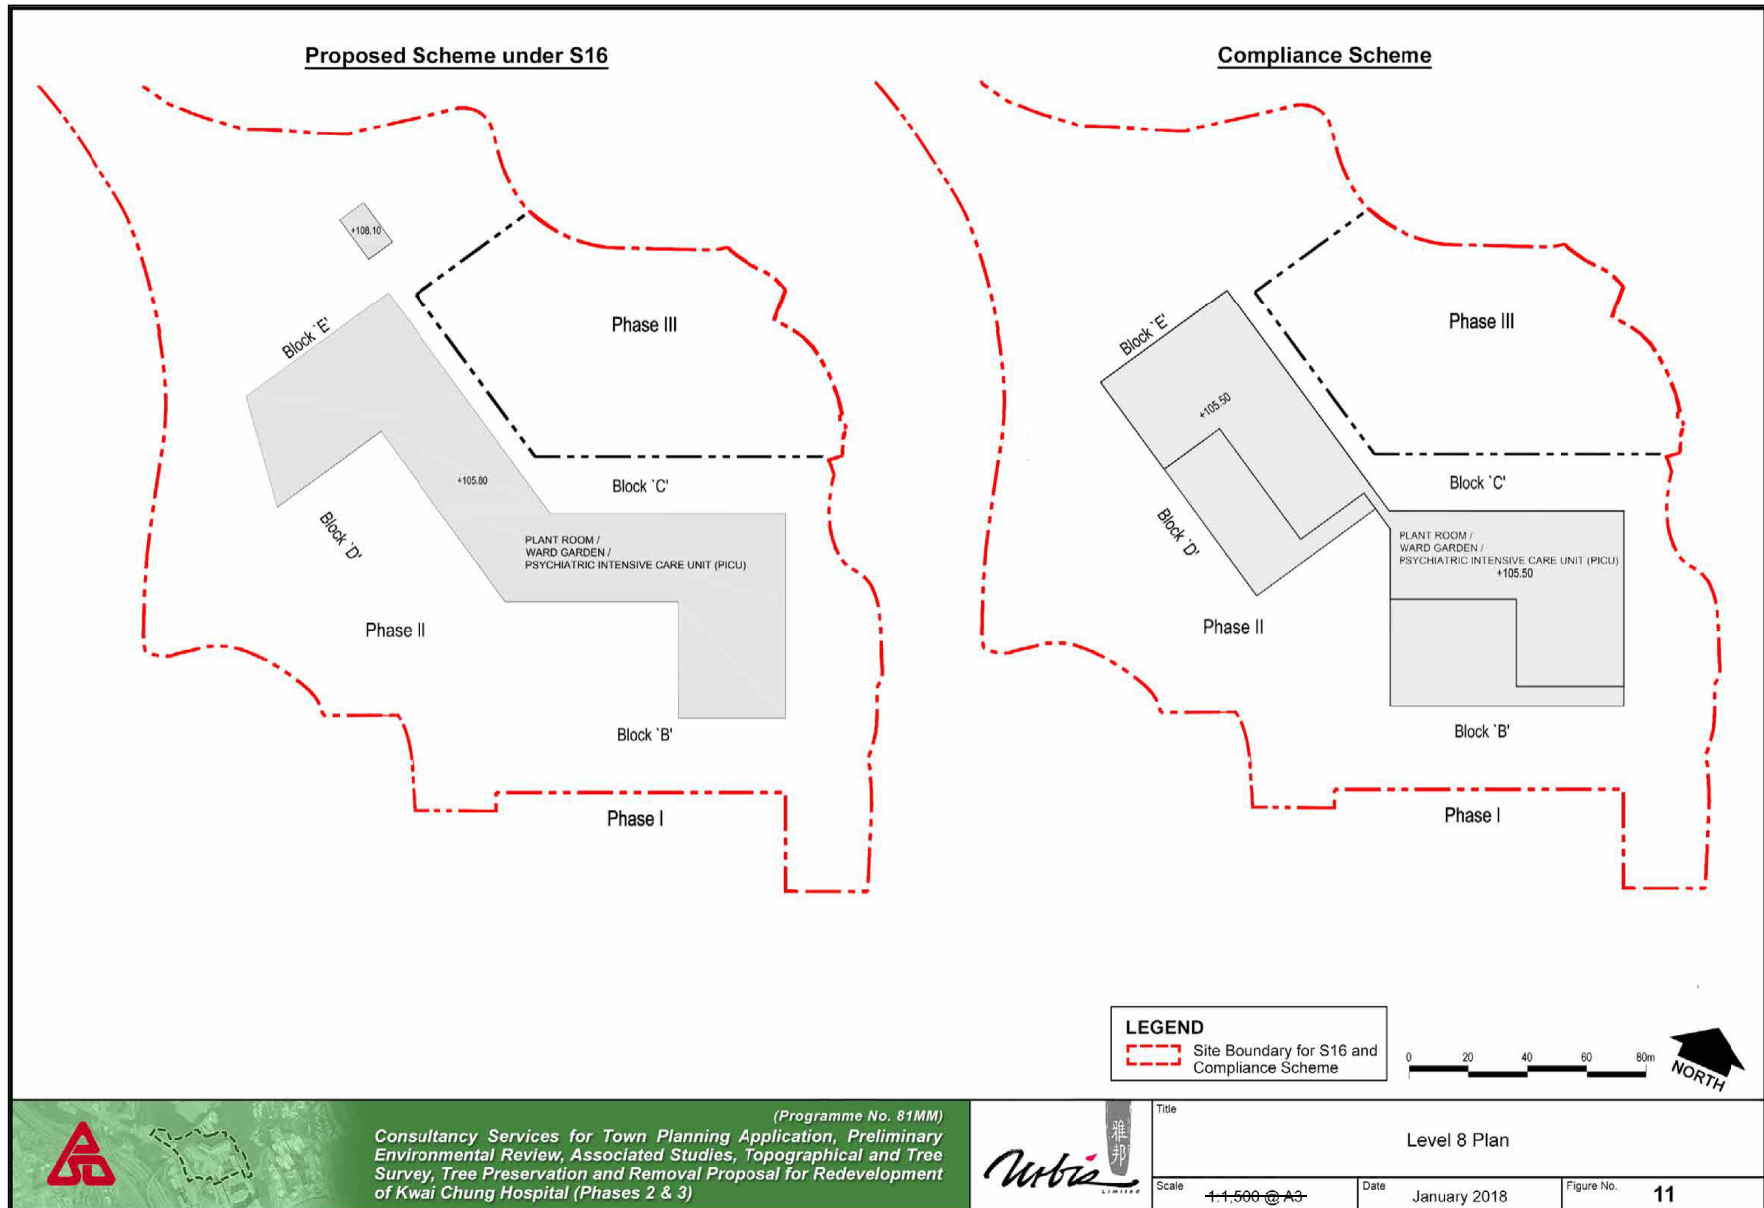 Proposed Scheme under S16
+108.10
Block `E'
Phase III
+105.80
Block `C'
Block `D'
PLANT ROOM /
WARD GARDEN /
PSYCHIATRIC INTENSIVE CARE UNIT (PICU)
Phase II
Block `B'
Phase I
Compliance Scheme
Block `E'
Phase III
+105.50
Block `C'
Block `D'
PLANT ROOM /
WARD GARDEN /
PSYCHIATRIC INTENSIVE CARE UNIT (PICU)
+105.50
Phase II
Block `B'
Phase I
LEGEND
Site Boundary for S16 and
Compliance Scheme
0 20 40 60 80m
NORTH
(Programme No. 81MM)
Consultancy Services for Town Planning Application, Preliminary
Environmental Review, Associated Studies, Topographical and Tree
Survey, Tree Preservation and Removal Proposal for Redevelopment
of Kwai Chung Hospital (Phases 2 & 3)
雅邦
urbis
Limited
Title
Level 8 Plan
Scale
1:1,500 @ A3
Date
January 2018
Figure No.
11